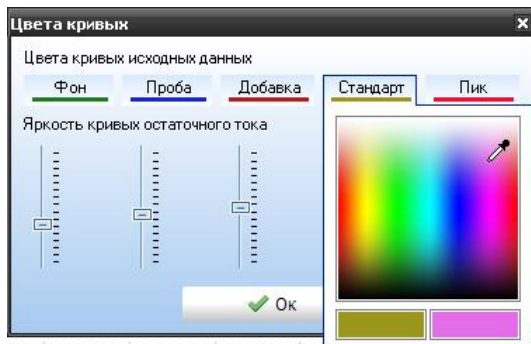 Цвета кривых
Цвета кривых исходных данных
Фон Проба Добавка Стандарт Пик
Яркость кривых остаточного тока
Ок